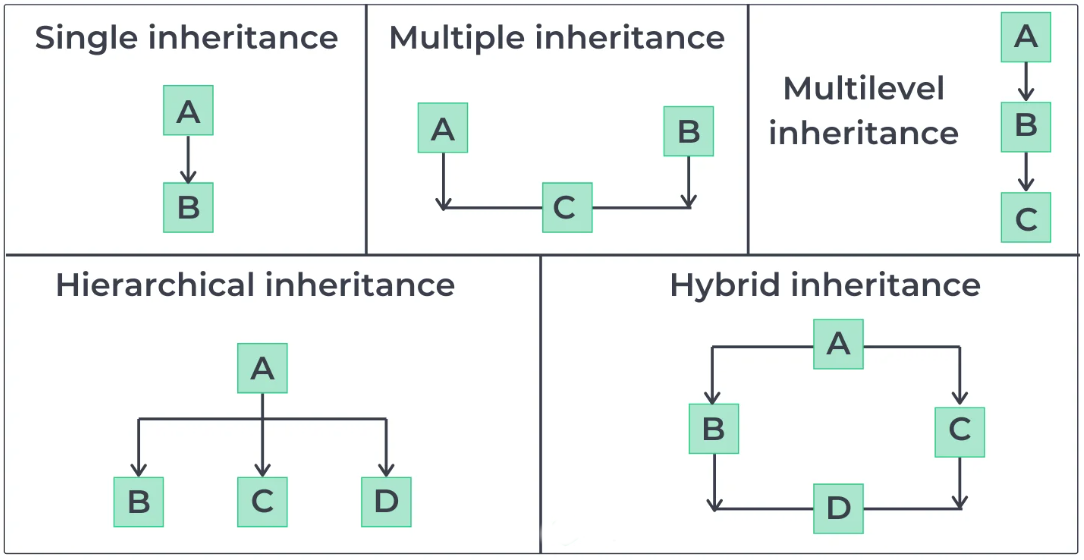 Single inheritance
A
B
Multiple inheritance
A
B
C
Multilevel
inheritance
A
B
C
Hierarchical inheritance
A
B
C
D
Hybrid inheritance
A
B
C
D